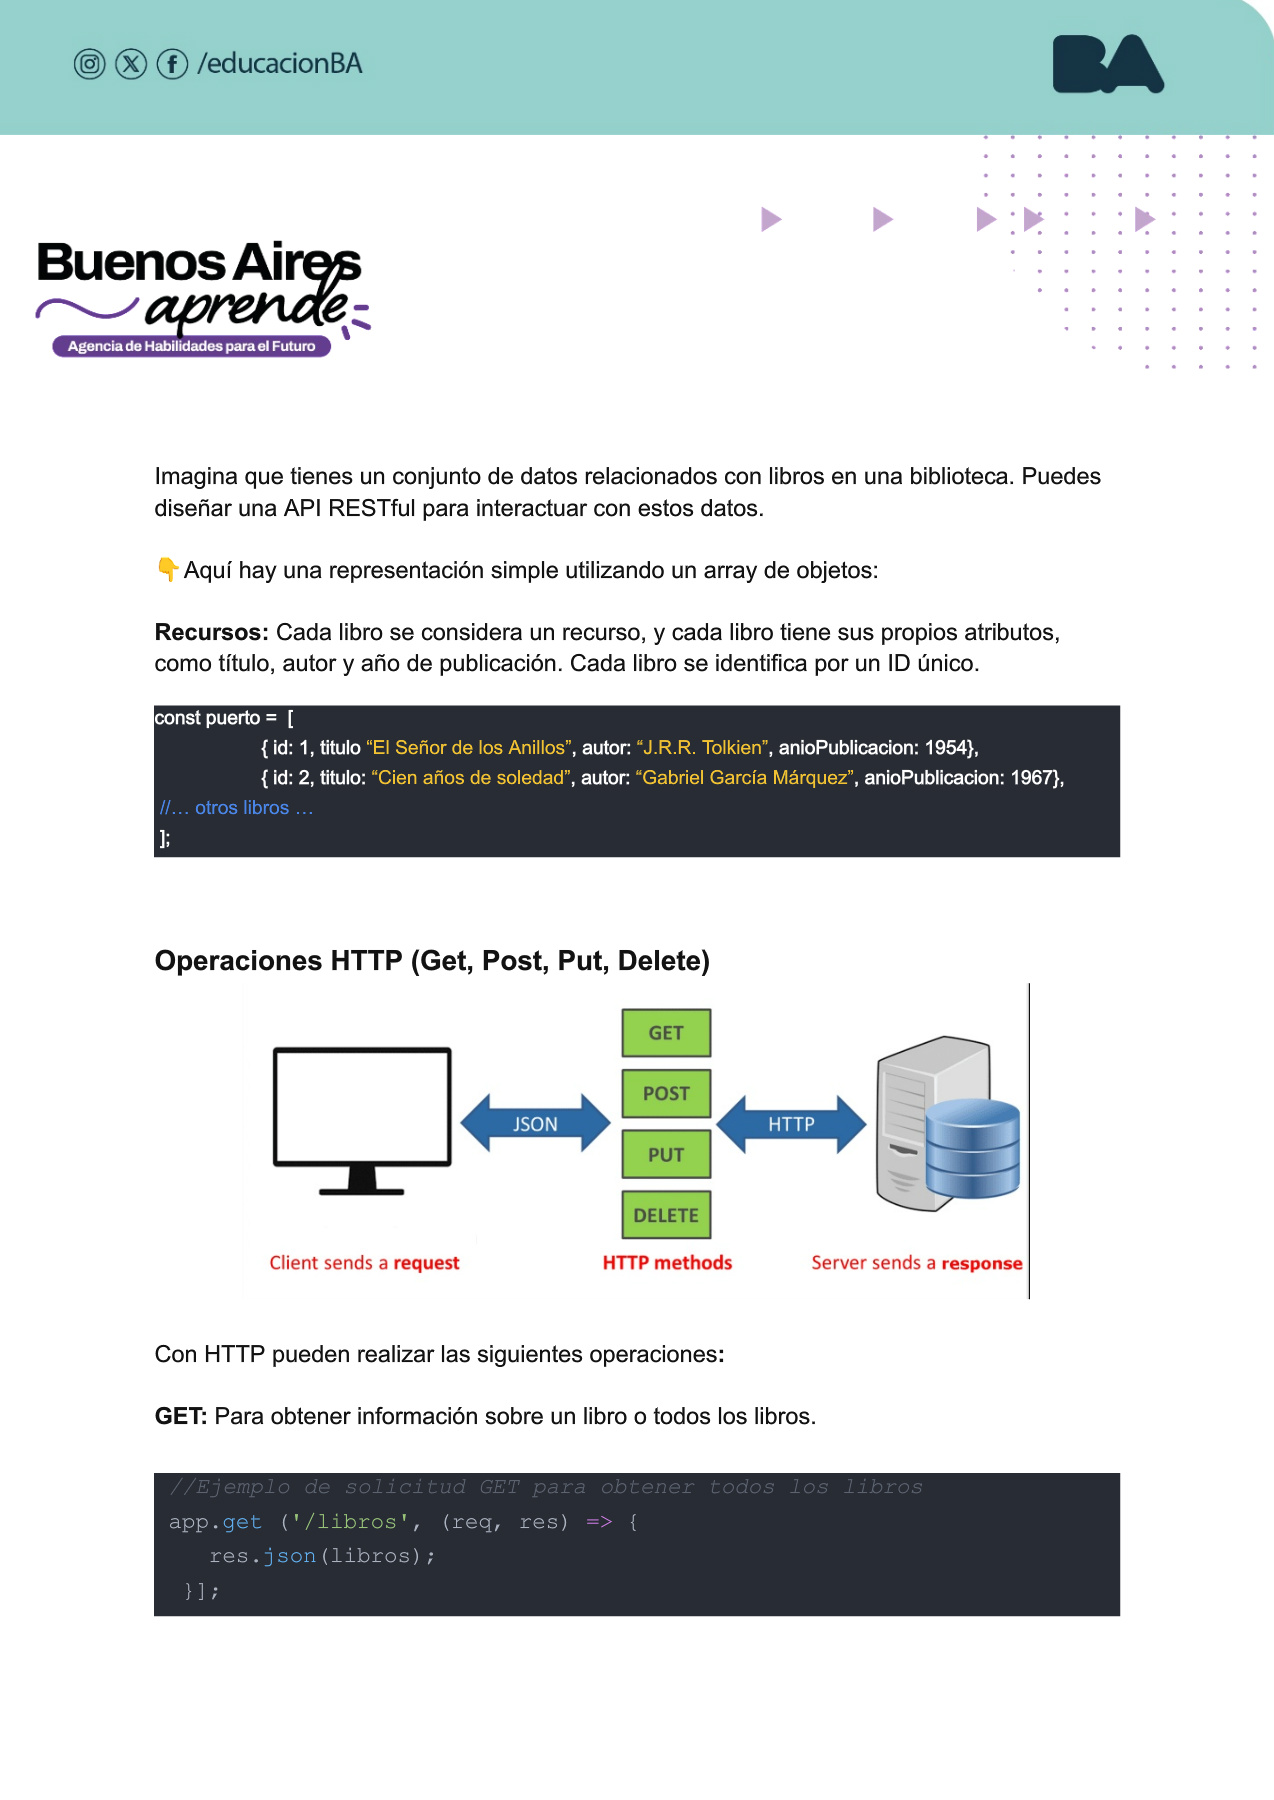 /educacionBA
BA
Buenos Aires
aprende
Agencia de Habilidades para el Futuro
Imagina que tienes un conjunto de datos relacionados con libros en una biblioteca. Puedes
diseñar una API RESTful para interactuar con estos datos.
👇Aquí hay una representación simple utilizando un array de objetos:
Recursos: Cada libro se considera un recurso, y cada libro tiene sus propios atributos,
como título, autor y año de publicación. Cada libro se identifica por un ID único.
const puerto =  [
{ id: 1, titulo “El Señor de los Anillos”, autor: “J.R.R. Tolkien”, anioPublicacion: 1954},
{ id: 2, titulo: “Cien años de soledad”, autor: “Gabriel García Márquez”, anioPublicacion: 1967},
//… otros libros …
];
Operaciones HTTP (Get, Post, Put, Delete)
GET
POST
JSON
HTTP
PUT
DELETE
Client sends a request
HTTP methods
Server sends a response
Con HTTP pueden realizar las siguientes operaciones:
GET: Para obtener información sobre un libro o todos los libros.
//Ejemplo de solicitud GET para obtener todos los libros
app.get ('/libros', (req, res) => {
res.json(libros);
}];